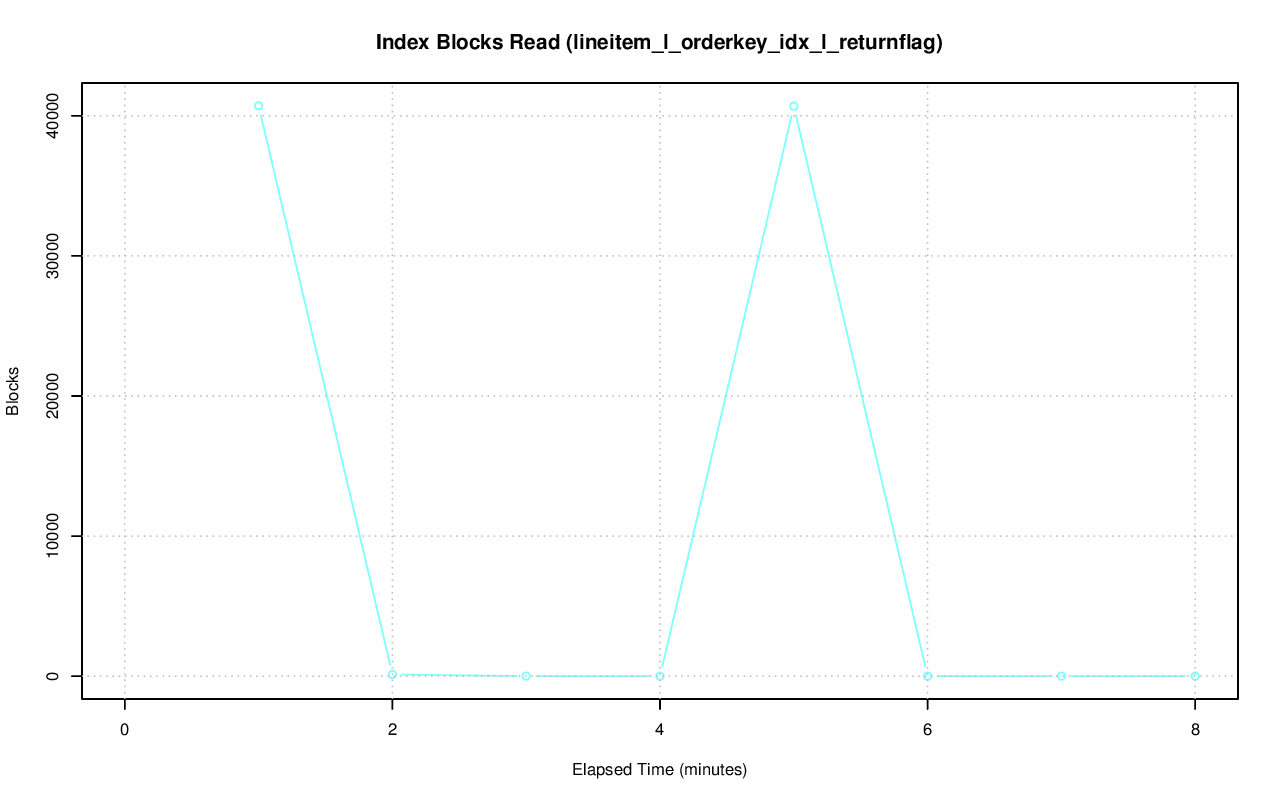 Index Blocks Read (lineitem_l_orderkey_idx_l_returnflag)
40000
30000
20000
10000
0
Blocks
0 2 4 6 8
Elapsed Time (minutes)